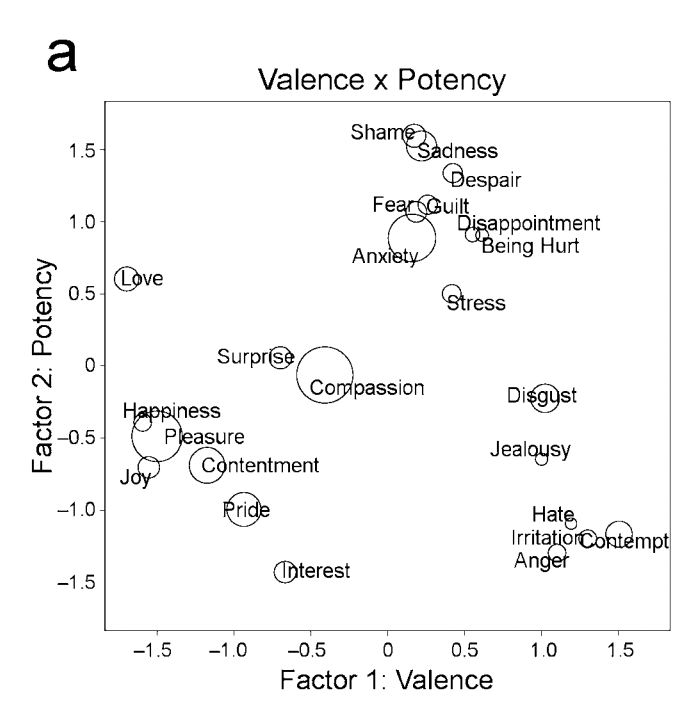 a
Valence x Potency
Shame
Sadness
Despair
Fear
Guilt
Disappointment
Being Hurt
Anxiety
Love
Stress
Surprise
Compassion
Disgust
Happiness
Pleasure
Jealousy
Contentment
Joy
Pride
Hate
Irritation
Contempt
Anger
Interest
1.5
1.0
0.5
0
–0.5
–1.0
–1.5
Factor 2: Potency
–1.5 –1.0 –0.5 0 0.5 1.0 1.5
Factor 1: Valence